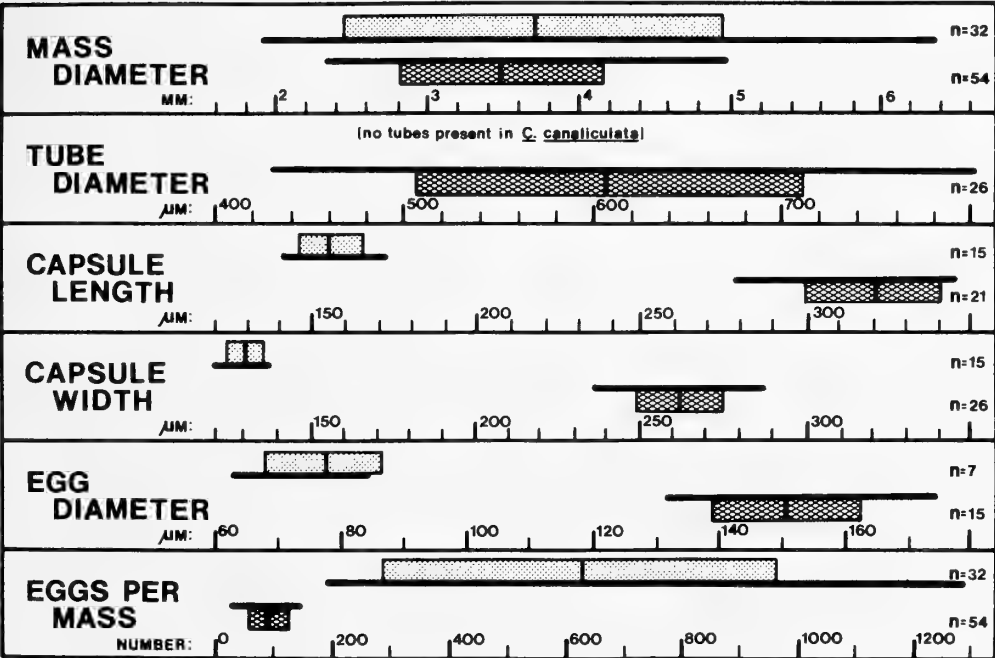 MASS
DIAMETER
n=32
n=54
MM: 2 3 4 5 6
(no tubes present in C. canaliculata)
TUBE
DIAMETER
n=26
µM: 400 500 600 700
CAPSULE
LENGTH
n=15
n=21
µM: 150 200 250 300
CAPSULE
WIDTH
n=15
n=26
µM: 150 200 250 300
EGG
DIAMETER
n=7
n=15
µM: 60 80 100 120 140 160
EGGS PER
MASS
n=32
n=54
NUMBER: 0 200 400 600 800 1000 1200